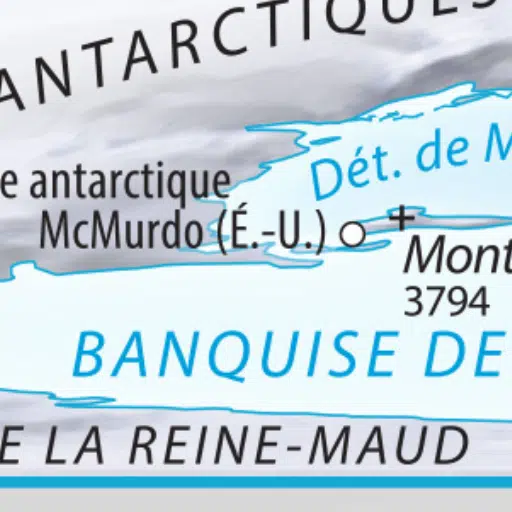 ANTARCTIQUES
Dét. de M
e antarctique
McMurdo (É.-U.)
Mont
3794
BANQUISE DE
E LA REINE-MAUD